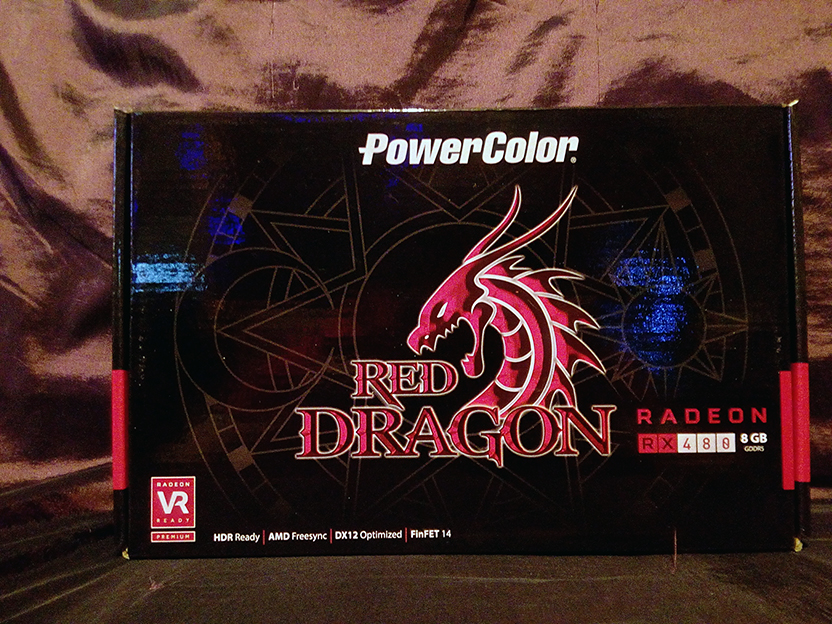 PowerColor®
RED
DRAGON
RADEON
RX 480 8 GB
GDDR5
RADEON
VR
READY
PREMIUM
HDR Ready | AMD Freesync | DX12 Optimized | FinFET 14